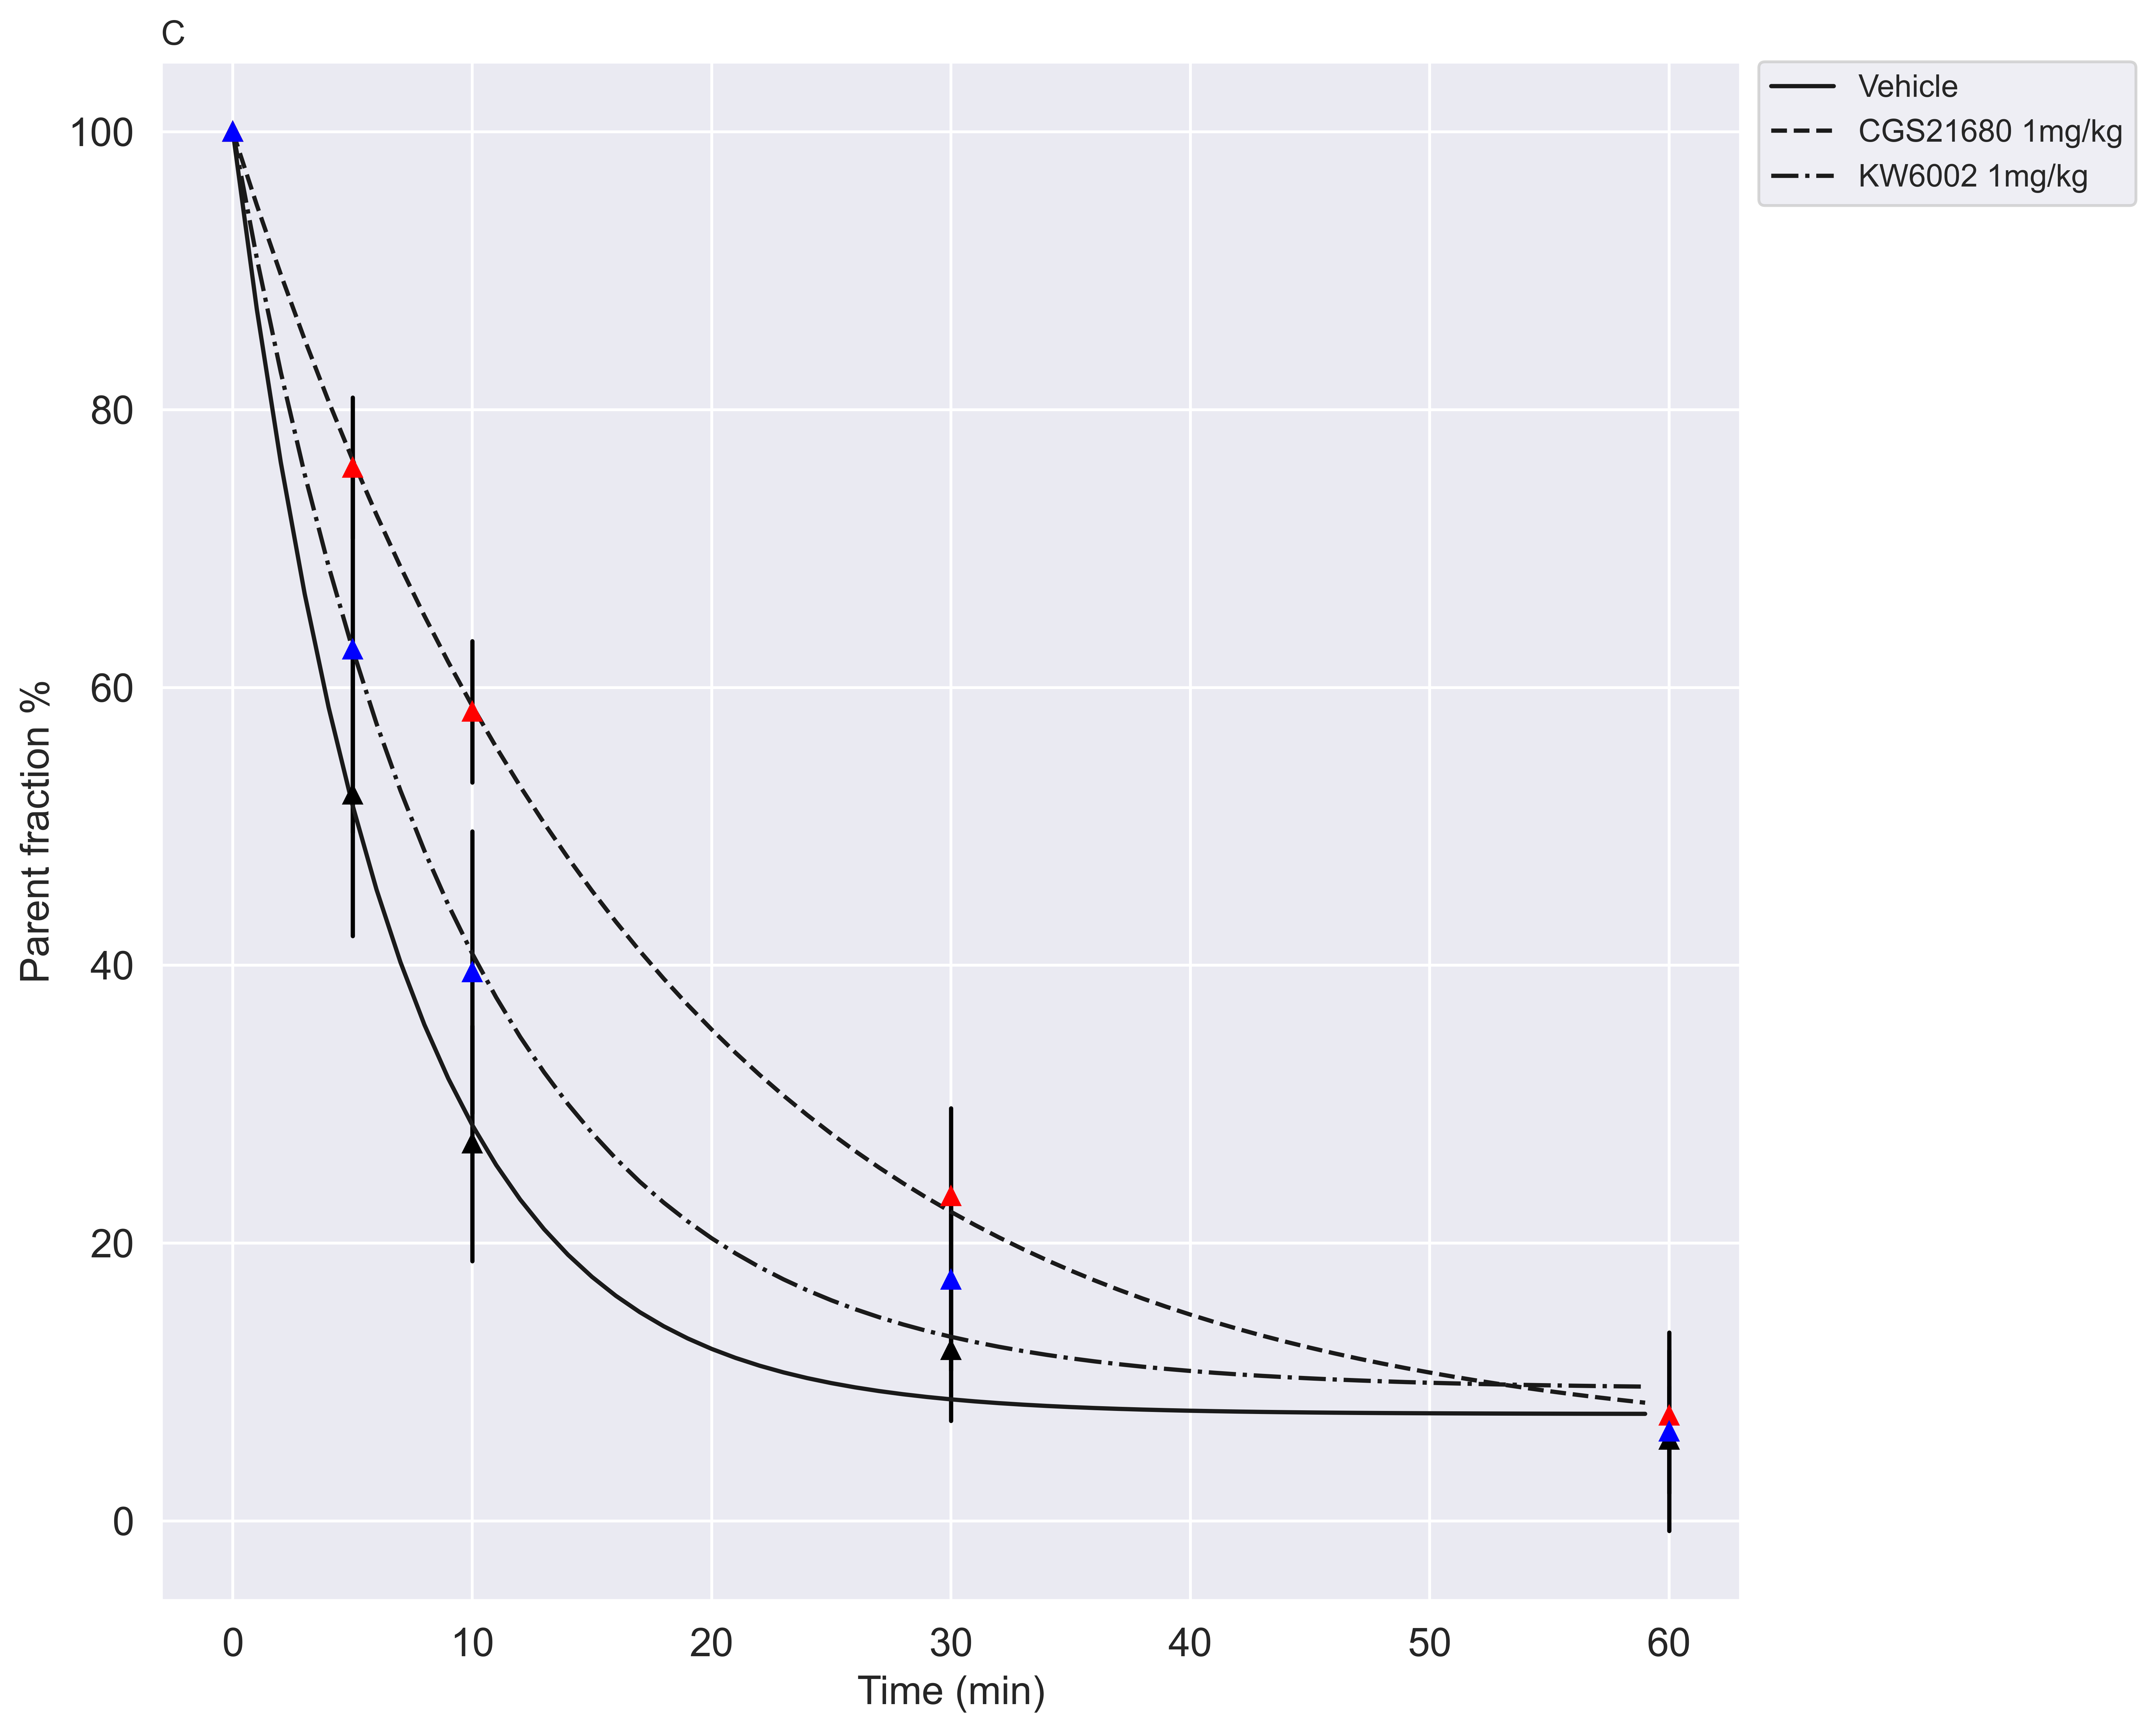 C
Vehicle
CGS21680 1mg/kg
KW6002 1mg/kg
Parent fraction %
100
80
60
40
20
0
0 10 20 30 40 50 60
Time (min)